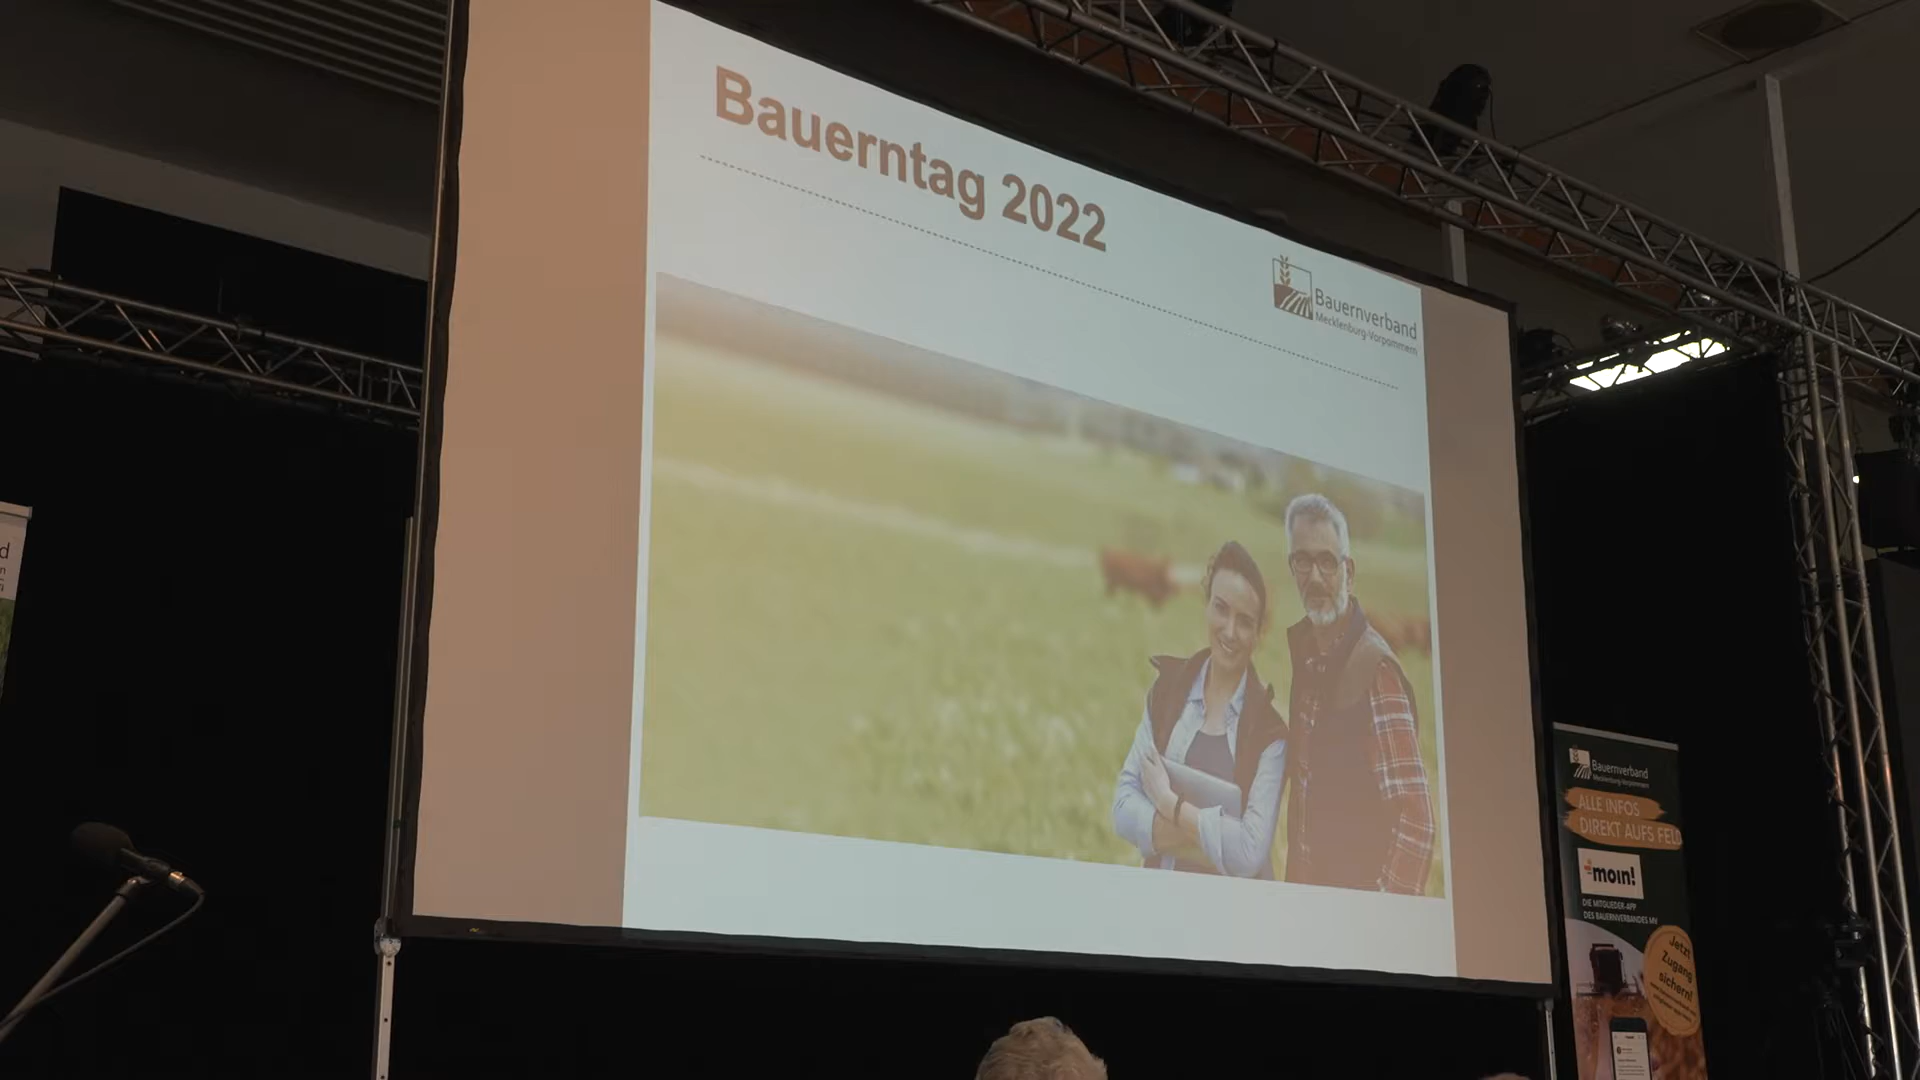 Bauerntag 2022
Bauernverband
Mecklenburg-Vorpommern
d
Bauernverband
Mecklenburg-Vorpommern
ALLE INFOS
DIREKT AUFS FELD
moin!
DIE MITGLIEDER-APP
DES BAUERNVERBANDES MV
Jetzt
Zugang
sichern!